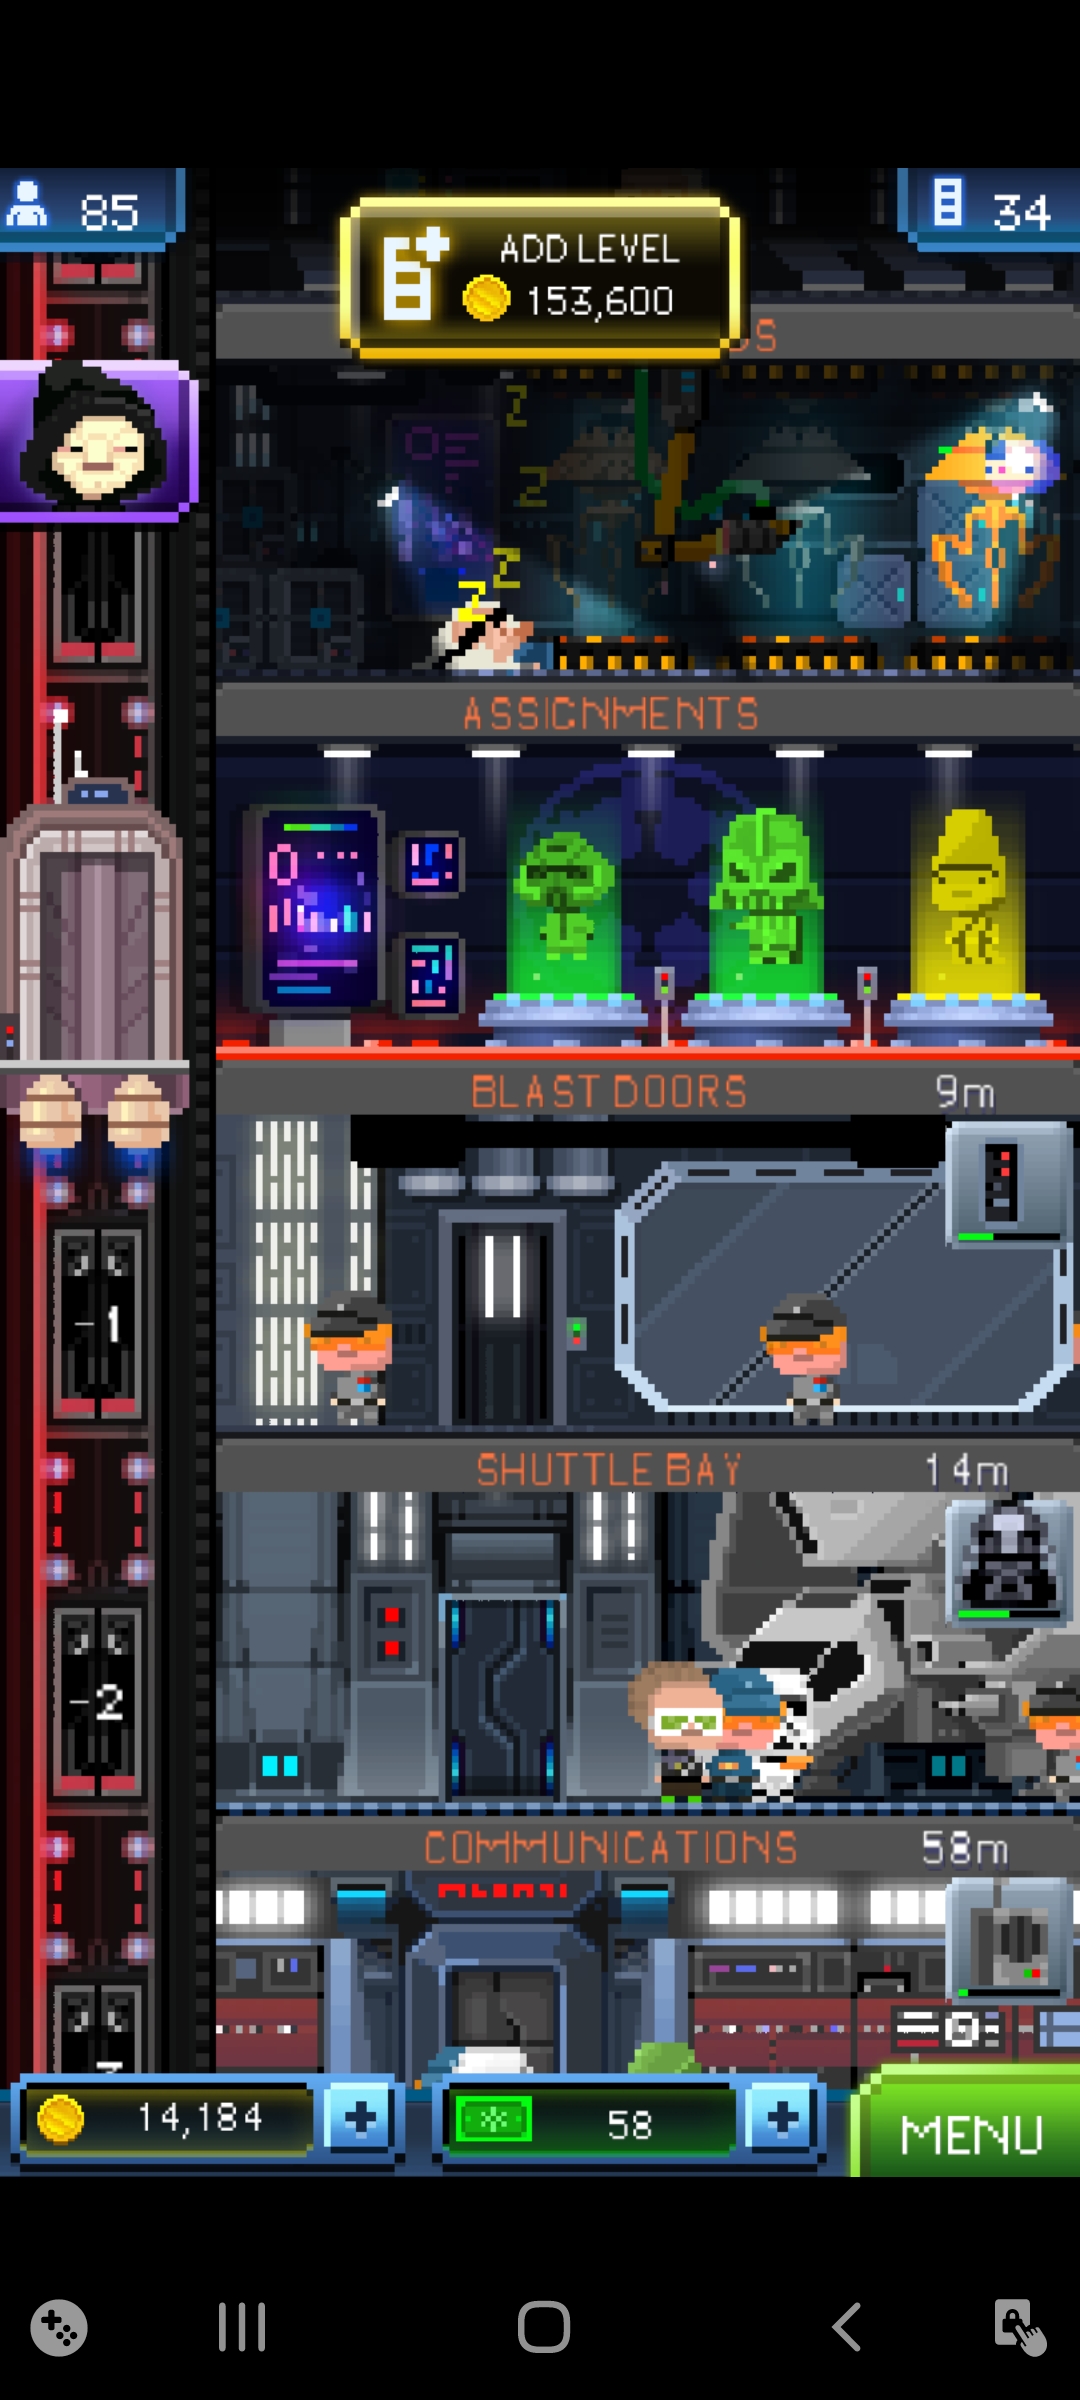 85
ADD LEVEL
153,600
34
Z
Z
Z
Z
ASSIGNMENTS
L
BLAST DOORS 9m
-1
SHUTTLE BAY 14m
-2
COMMUNICATIONS 58m
14,184
58
MENU